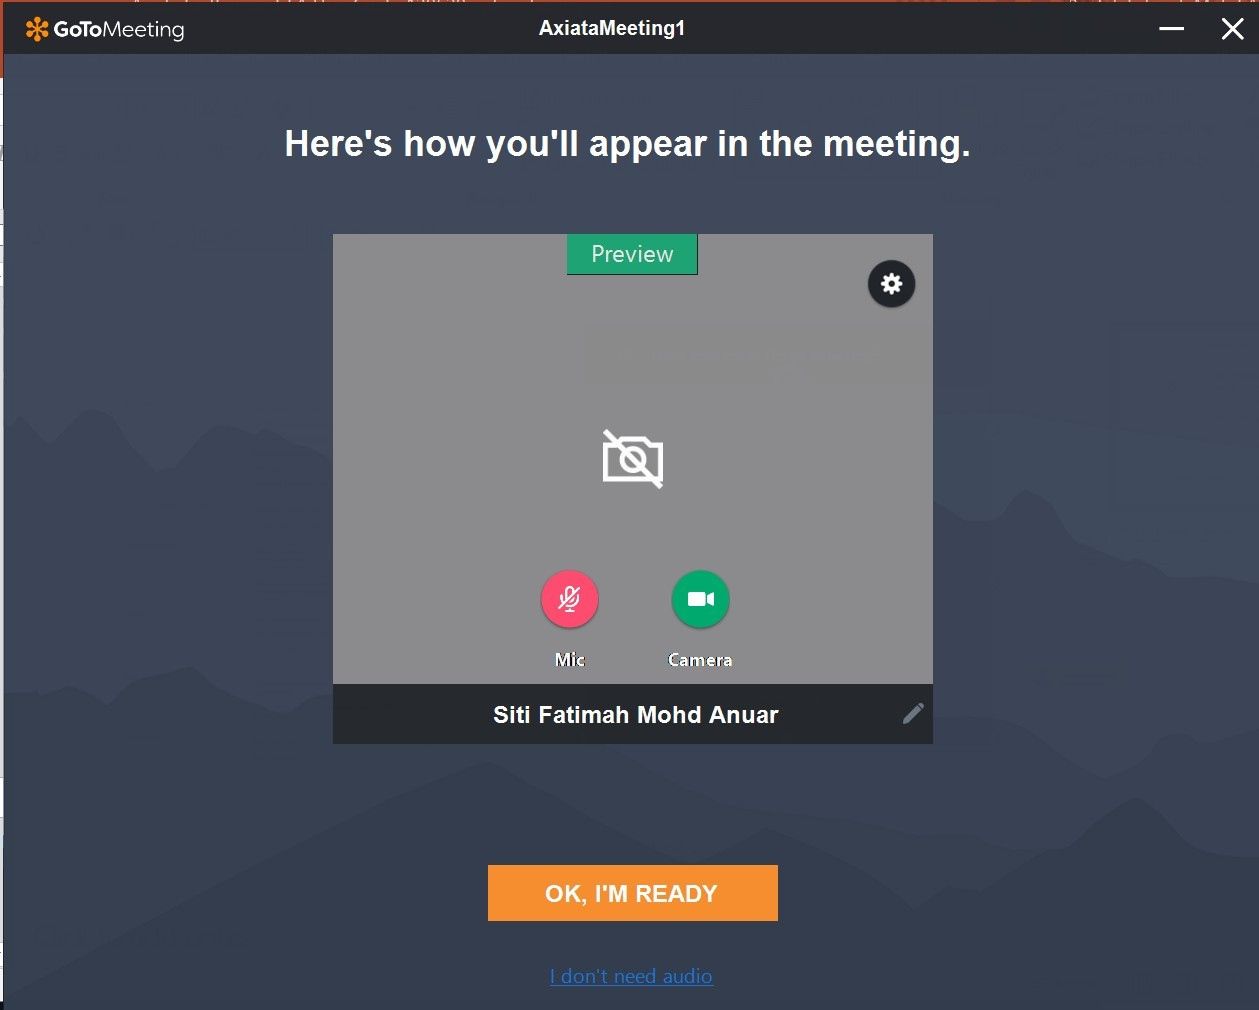 GoToMeeting
AxiataMeeting1
Here's how you'll appear in the meeting.
Preview
Mic
Camera
Siti Fatimah Mohd Anuar
OK, I'M READY
I don't need audio